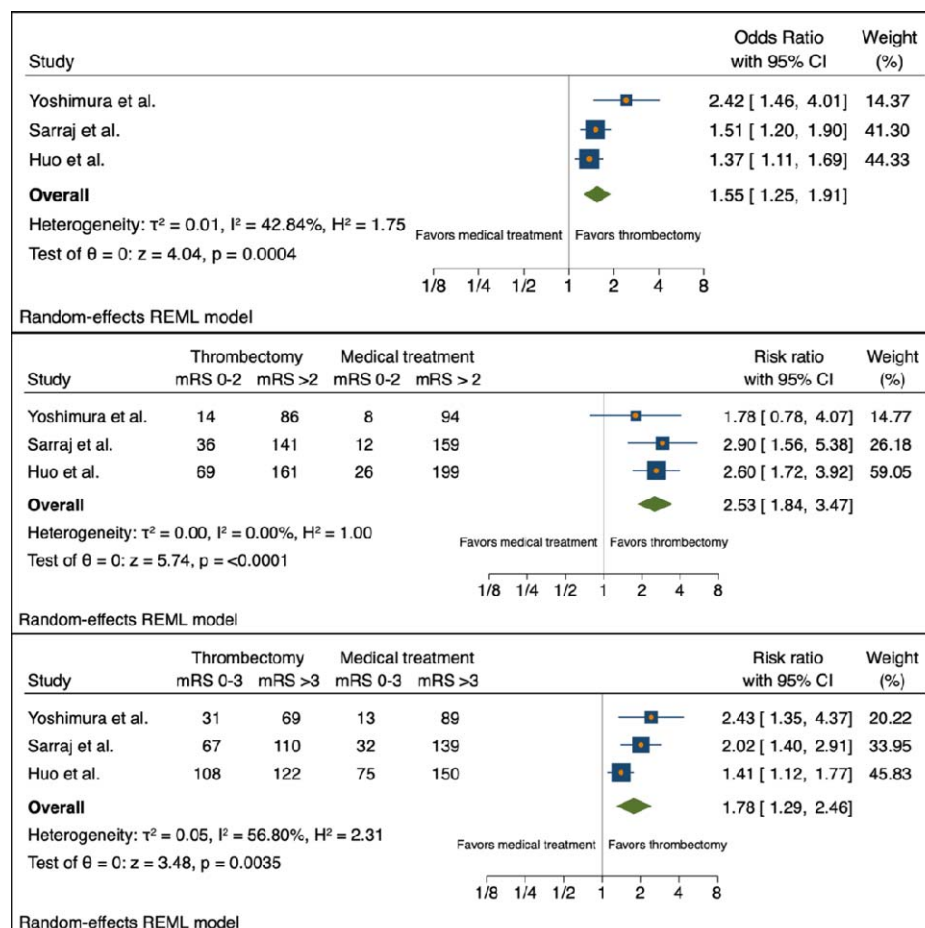 Odds Ratio Weight
Study with 95% CI (%)
Yoshimura et al. 2.42 [ 1.46, 4.01] 14.37
Sarraj et al. 1.51 [ 1.20, 1.90] 41.30
Huo et al. 1.37 [ 1.11, 1.69] 44.33
Overall 1.55 [ 1.25, 1.91]
Heterogeneity: τ² = 0.01, I² = 42.84%, H² = 1.75
Favors medical treatment Favors thrombectomy
Test of θ = 0: z = 4.04, p = 0.0004
1/8 1/4 1/2 1 2 4 8
Random-effects REML model
Thrombectomy Medical treatment Risk ratio Weight
Study mRS 0-2 mRS >2 mRS 0-2 mRS > 2 with 95% CI (%)
Yoshimura et al. 14 86 8 94 1.78 [ 0.78, 4.07] 14.77
Sarraj et al. 36 141 12 159 2.90 [ 1.56, 5.38] 26.18
Huo et al. 69 161 26 199 2.60 [ 1.72, 3.92] 59.05
Overall 2.53 [ 1.84, 3.47]
Heterogeneity: τ² = 0.00, I² = 0.00%, H² = 1.00
Favors medical treatment Favors thrombectomy
Test of θ = 0: z = 5.74, p = <0.0001
1/8 1/4 1/2 1 2 4 8
Random-effects REML model
Thrombectomy Medical treatment Risk ratio Weight
Study mRS 0-3 mRS >3 mRS 0-3 mRS >3 with 95% CI (%)
Yoshimura et al. 31 69 13 89 2.43 [ 1.35, 4.37] 20.22
Sarraj et al. 67 110 32 139 2.02 [ 1.40, 2.91] 33.95
Huo et al. 108 122 75 150 1.41 [ 1.12, 1.77] 45.83
Overall 1.78 [ 1.29, 2.46]
Heterogeneity: τ² = 0.05, I² = 56.80%, H² = 2.31
Favors medical treatment Favors thrombectomy
Test of θ = 0: z = 3.48, p = 0.0035
1/8 1/4 1/2 1 2 4 8
Random-effects REML model